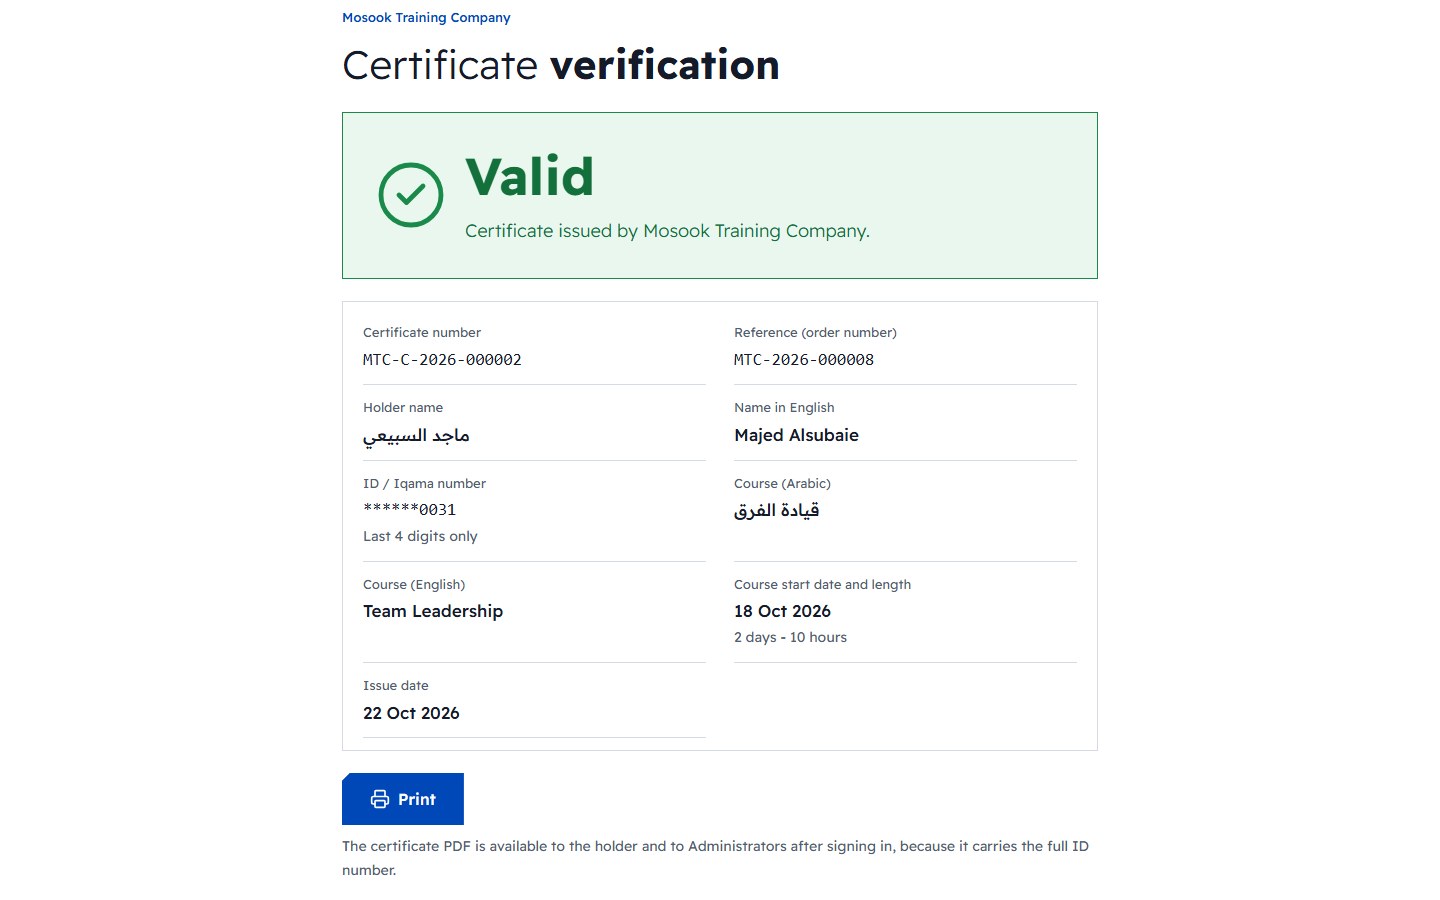 Mosook Training Company
Certificate verification
Valid
Certificate issued by Mosook Training Company.
Certificate number
MTC-C-2026-000002
Reference (order number)
MTC-2026-000008
Holder name
ماجد السبيعي
Name in English
Majed Alsubaie
ID / Iqama number
******0031
Last 4 digits only
Course (Arabic)
قيادة الفرق
Course (English)
Team Leadership
Course start date and length
18 Oct 2026
2 days - 10 hours
Issue date
22 Oct 2026
Print
The certificate PDF is available to the holder and to Administrators after signing in, because it carries the full ID
number.